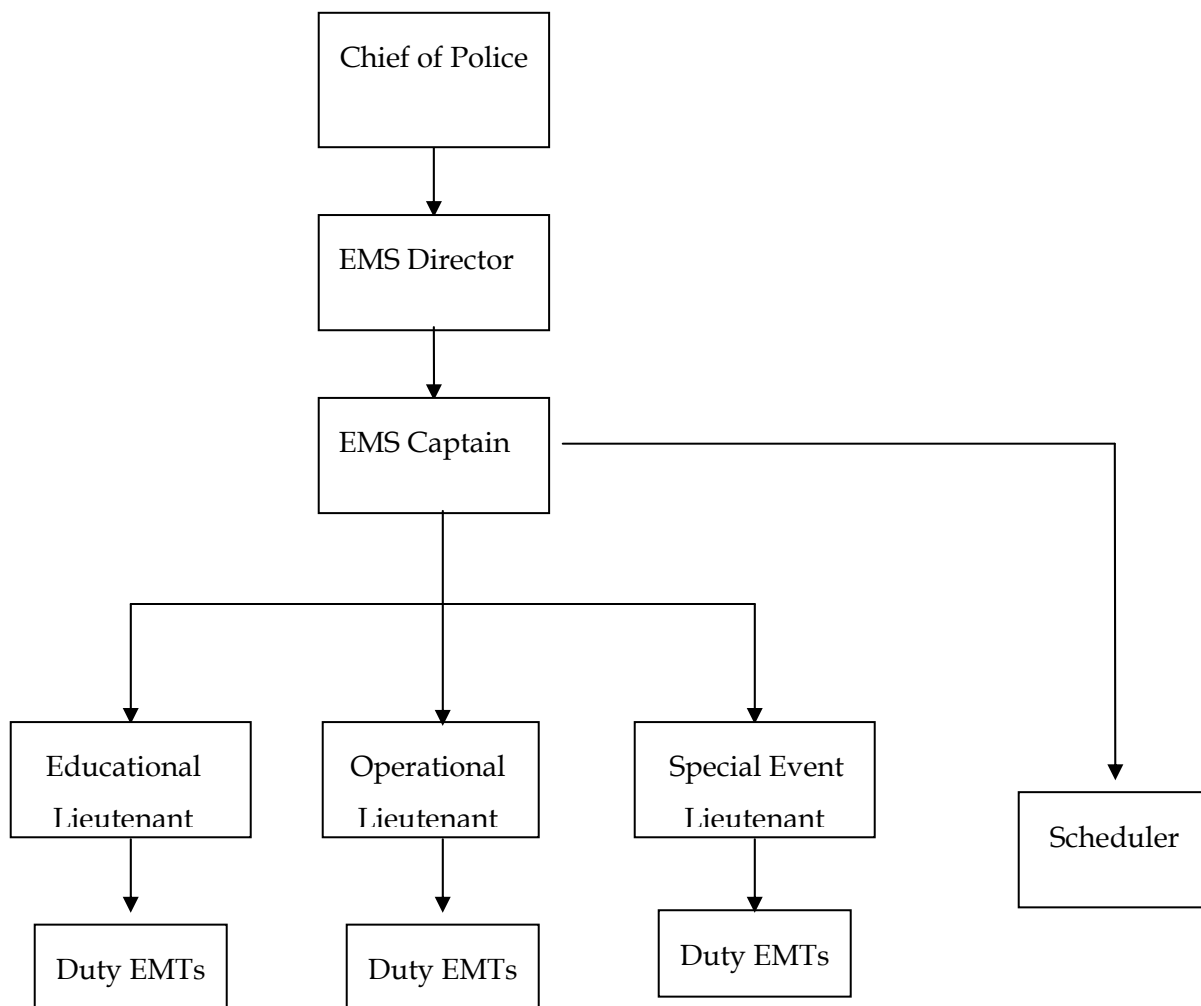 Chief of Police
EMS Director
EMS Captain
Educational
Lieutenant
Operational
Lieutenant
Special Event
Lieutenant
Scheduler
Duty EMTs
Duty EMTs
Duty EMTs